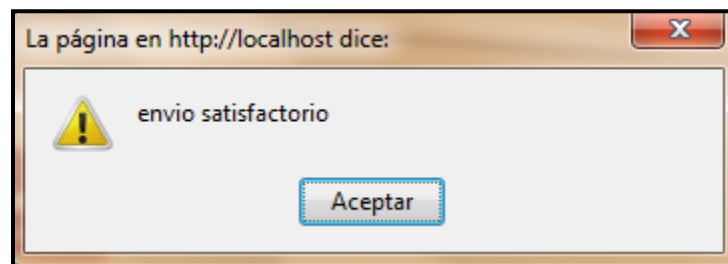 La página en http://localhost dice:
envio satisfactorio
Aceptar